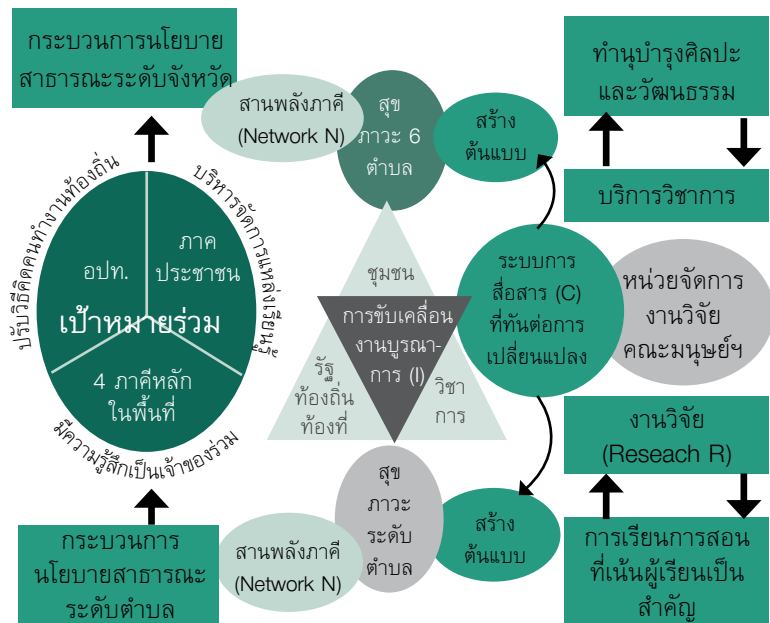 กระบวนการนโยบาย
สาธารณะระดับจังหวัด
สานพลังภาคี
(Network N)
สุข
ภาวะ 6
ตำบล
สร้าง
ต้นแบบ
ทำนุบำรุงศิลปะ
และวัฒนธรรม
บริการวิชาการ
ปรับวิธีคิดคนทำงานท้องถิ่น
บริหารจัดการแหล่งเรียนรู้
มีความรู้สึกเป็นเจ้าของร่วม
อปท.
ภาค
ประชาชน
เป้าหมายร่วม
4 ภาคีหลัก
ในพื้นที่
ชุมชน
การขับเคลื่อน
งานบูรณา-
การ (I)
รัฐ
ท้องถิ่น
ท้องที่
วิชา
การ
ระบบการ
สื่อสาร (C)
ที่ทันต่อการ
เปลี่ยนแปลง
หน่วยจัดการ
งานวิจัย
คณะมนุษย์ฯ
งานวิจัย
(Reseach R)
กระบวนการ
นโยบายสาธารณะ
ระดับตำบล
สานพลังภาคี
(Network N)
สุข
ภาวะ
ระดับ
ตำบล
สร้าง
ต้นแบบ
การเรียนการสอน
ที่เน้นผู้เรียนเป็น
สำคัญ